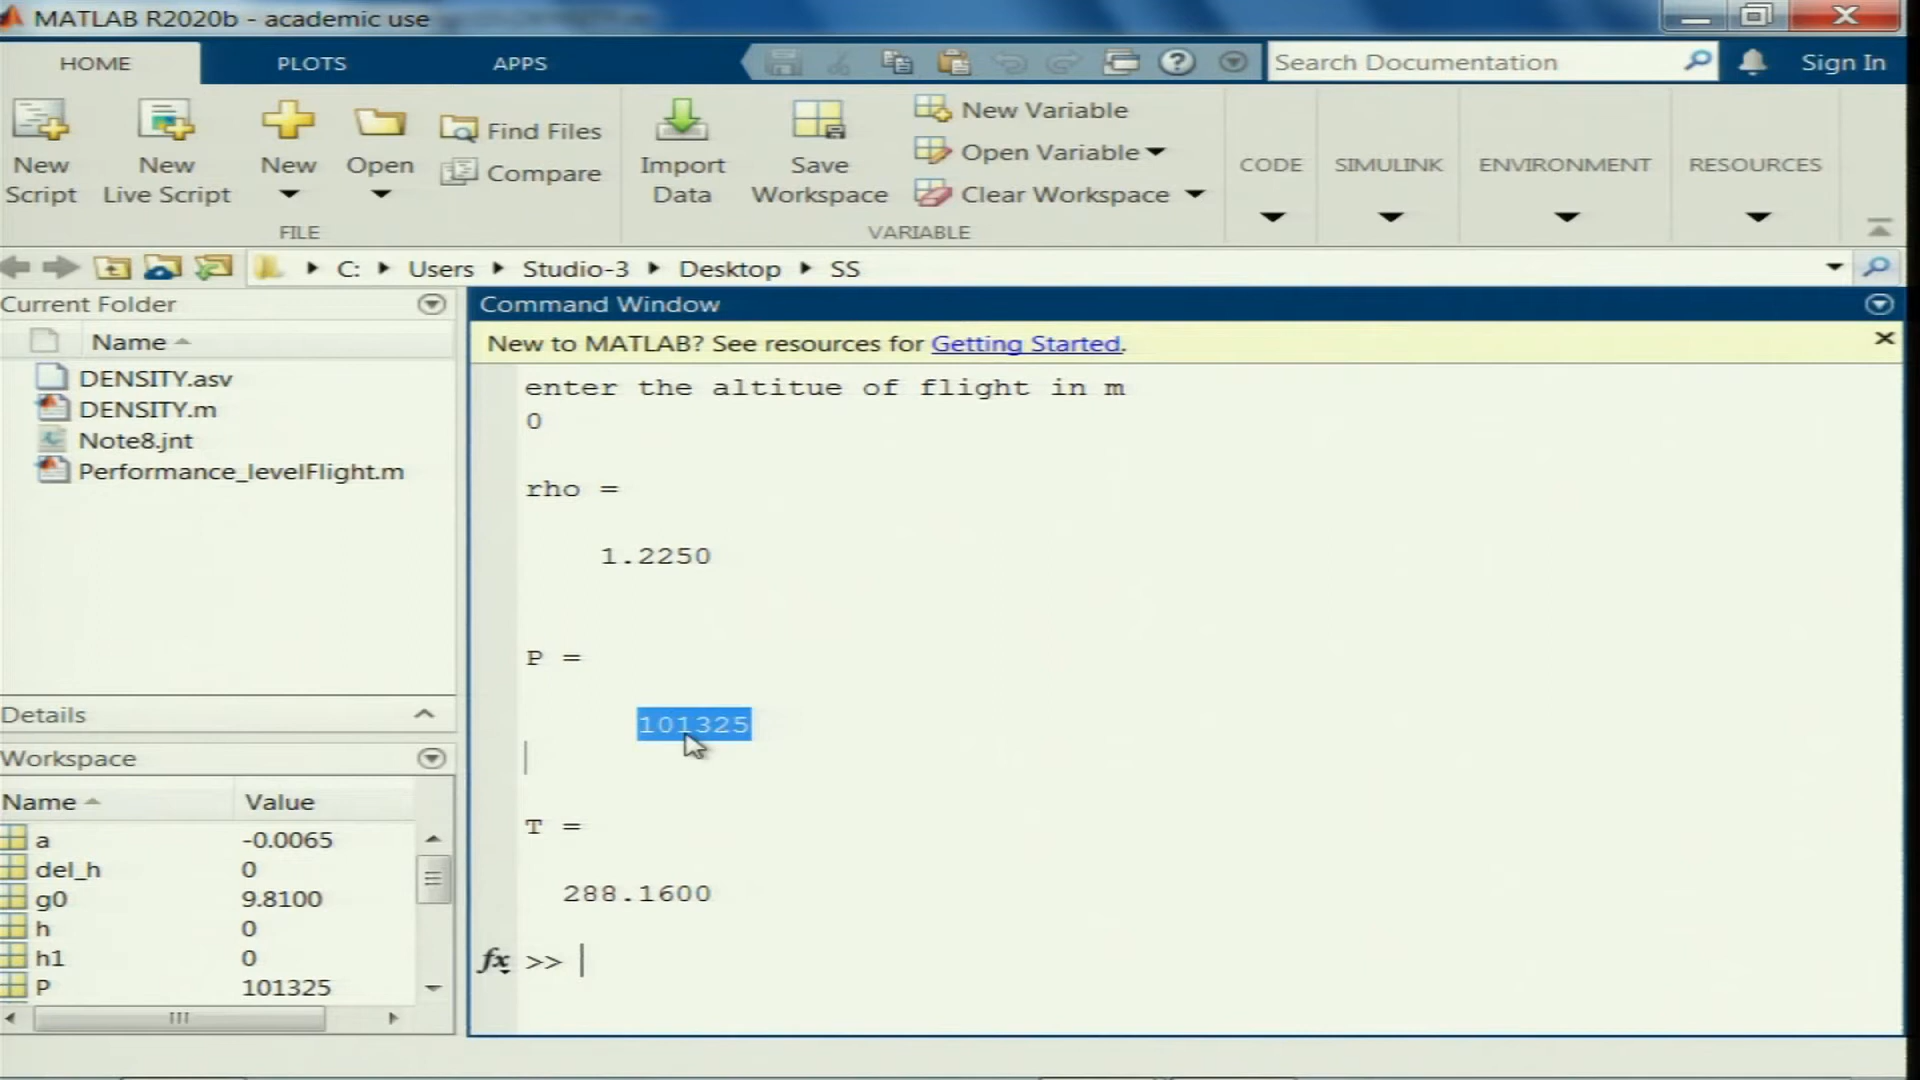 MATLAB R2020b - academic use
HOME PLOTS APPS Search Documentation Sign In
New Script New Live Script New Open Find Files Compare Import Data Save Workspace New Variable Open Variable Clear Workspace CODE SIMULINK ENVIRONMENT RESOURCES
FILE VARIABLE
C: Users Studio-3 Desktop SS
Current Folder
Name
DENSITY.asv
DENSITY.m
Note8.jnt
Performance_levelFlight.m
Details
Workspace
Name Value
a -0.0065
del_h 0
g0 9.8100
h 0
h1 0
P 101325
Command Window
New to MATLAB? See resources for Getting Started.
enter the altitue of flight in m
0
rho =
1.2250
P =
101325
T =
288.1600
fx >>